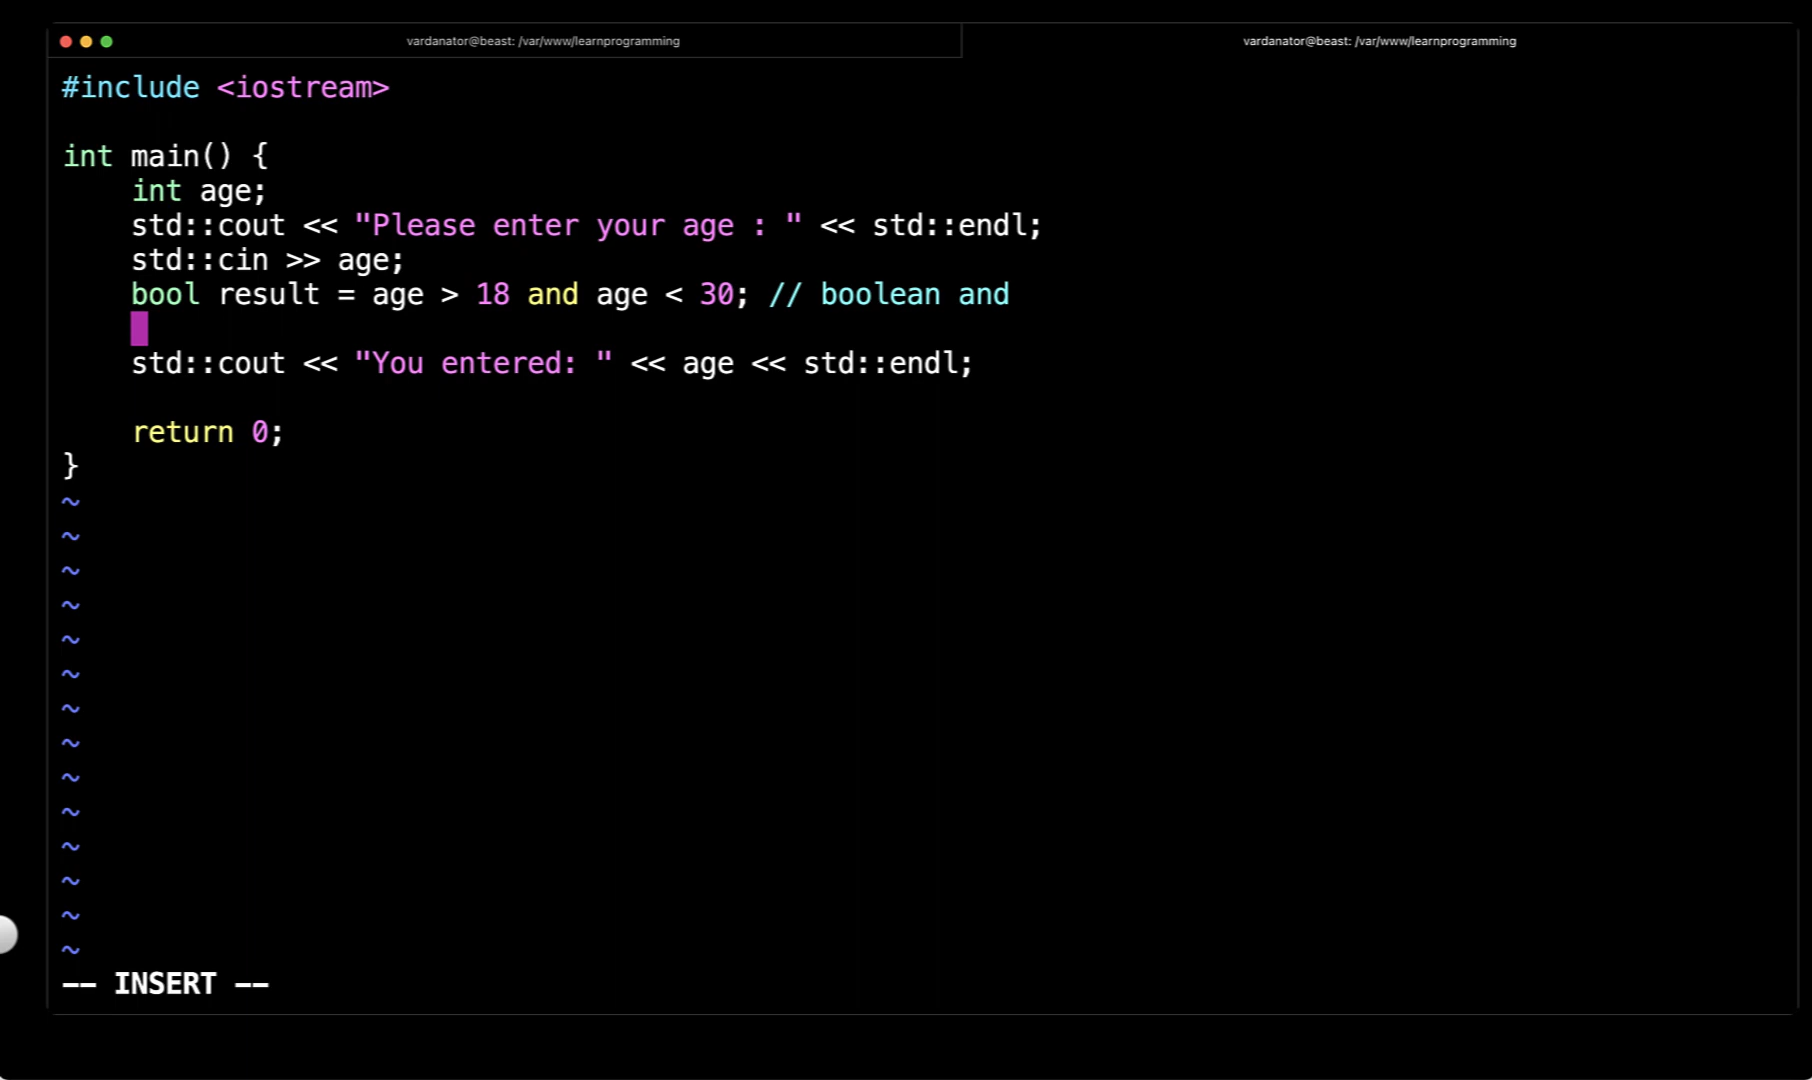 vardanator@beast: /var/www/learnprogramming
vardanator@beast: /var/www/learnprogramming
#include <iostream>
int main() {
    int age;
    std::cout << "Please enter your age : " << std::endl;
    std::cin >> age;
    bool result = age > 18 and age < 30; // boolean and
    std::cout << "You entered: " << age << std::endl;
    return 0;
}
~
~
~
~
~
~
~
~
~
~
~
~
~
~
-- INSERT --